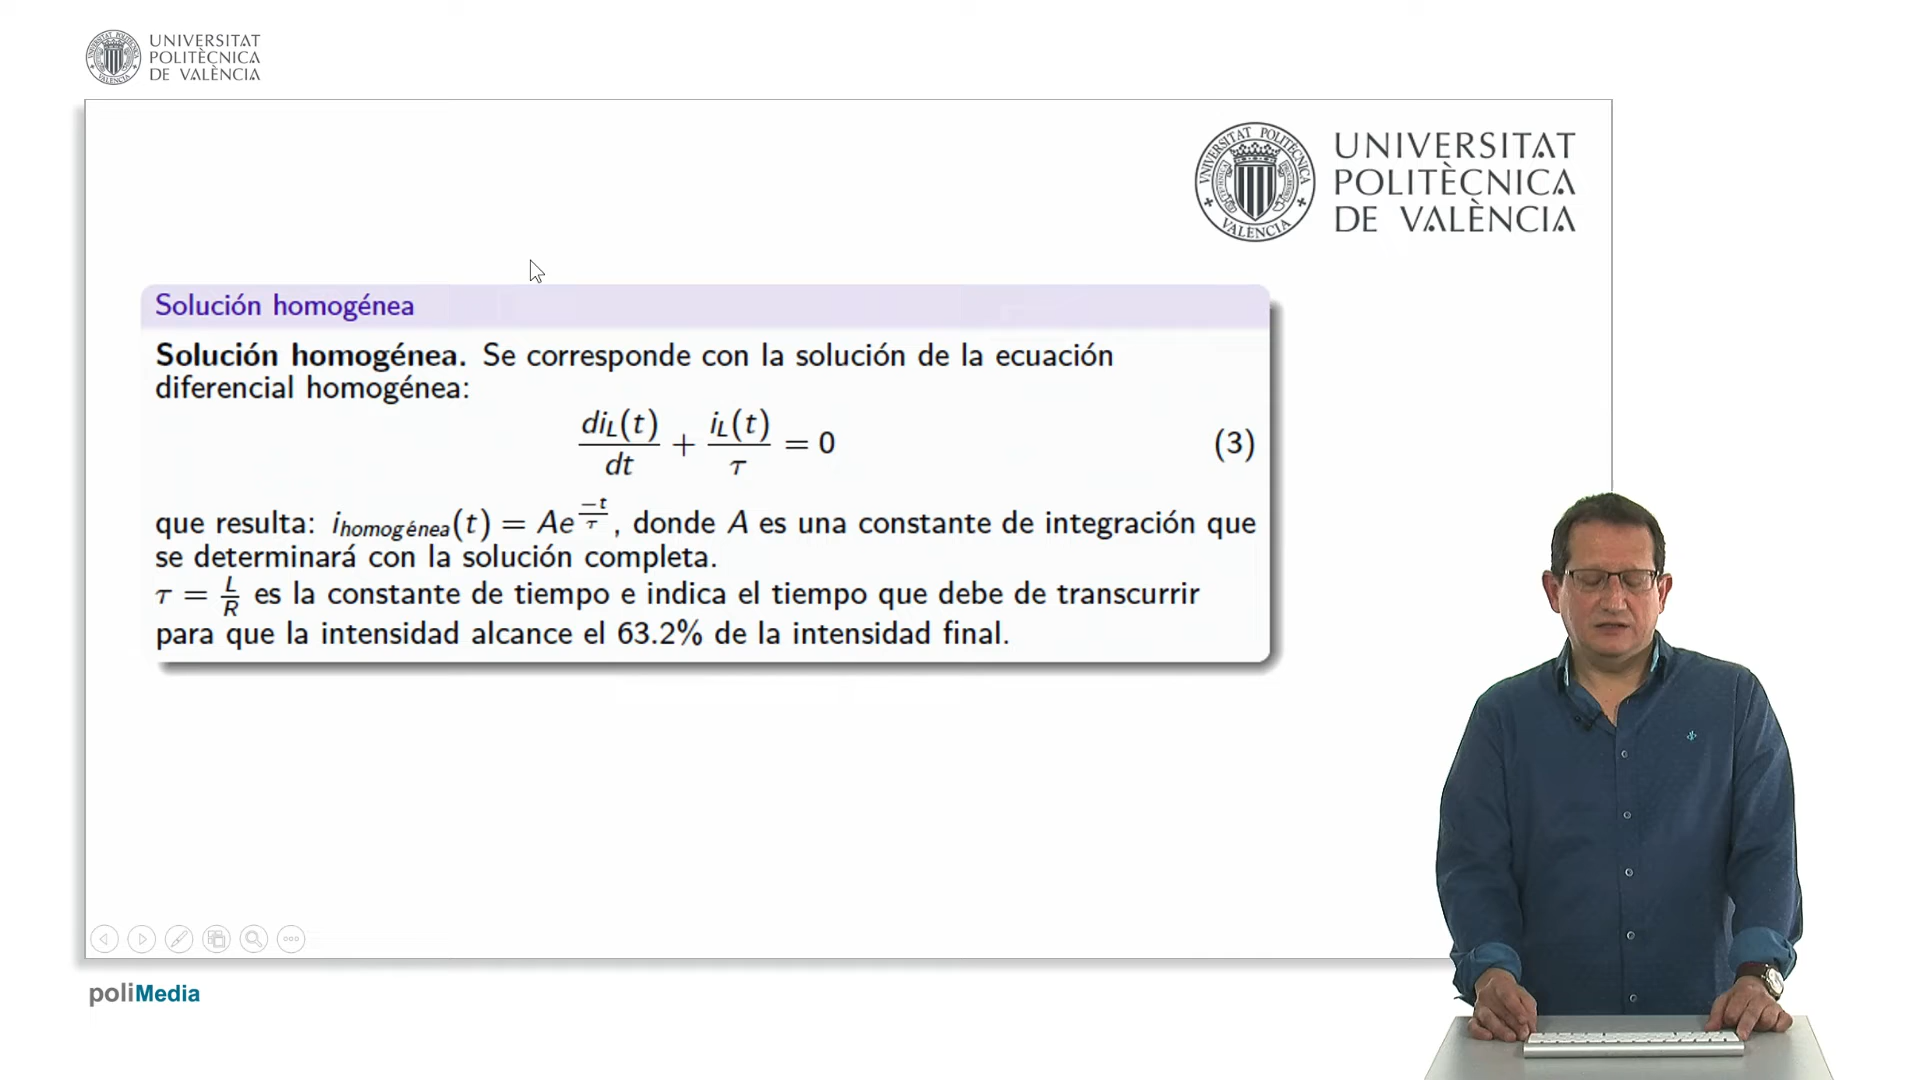 UNIVERSITAT
POLITÈCNICA
DE VALÈNCIA
UNIVERSITAT
POLITÈCNICA
DE VALÈNCIA
Solución homogénea
Solución homogénea. Se corresponde con la solución de la ecuación
diferencial homogénea:
di_L(t)/dt + i_L(t)/τ = 0 (3)
que resulta: i_homogénea(t) = Ae^(−t/τ), donde A es una constante de integración que
se determinará con la solución completa.
τ = L/R es la constante de tiempo e indica el tiempo que debe de transcurrir
para que la intensidad alcance el 63.2% de la intensidad final.
poliMedia